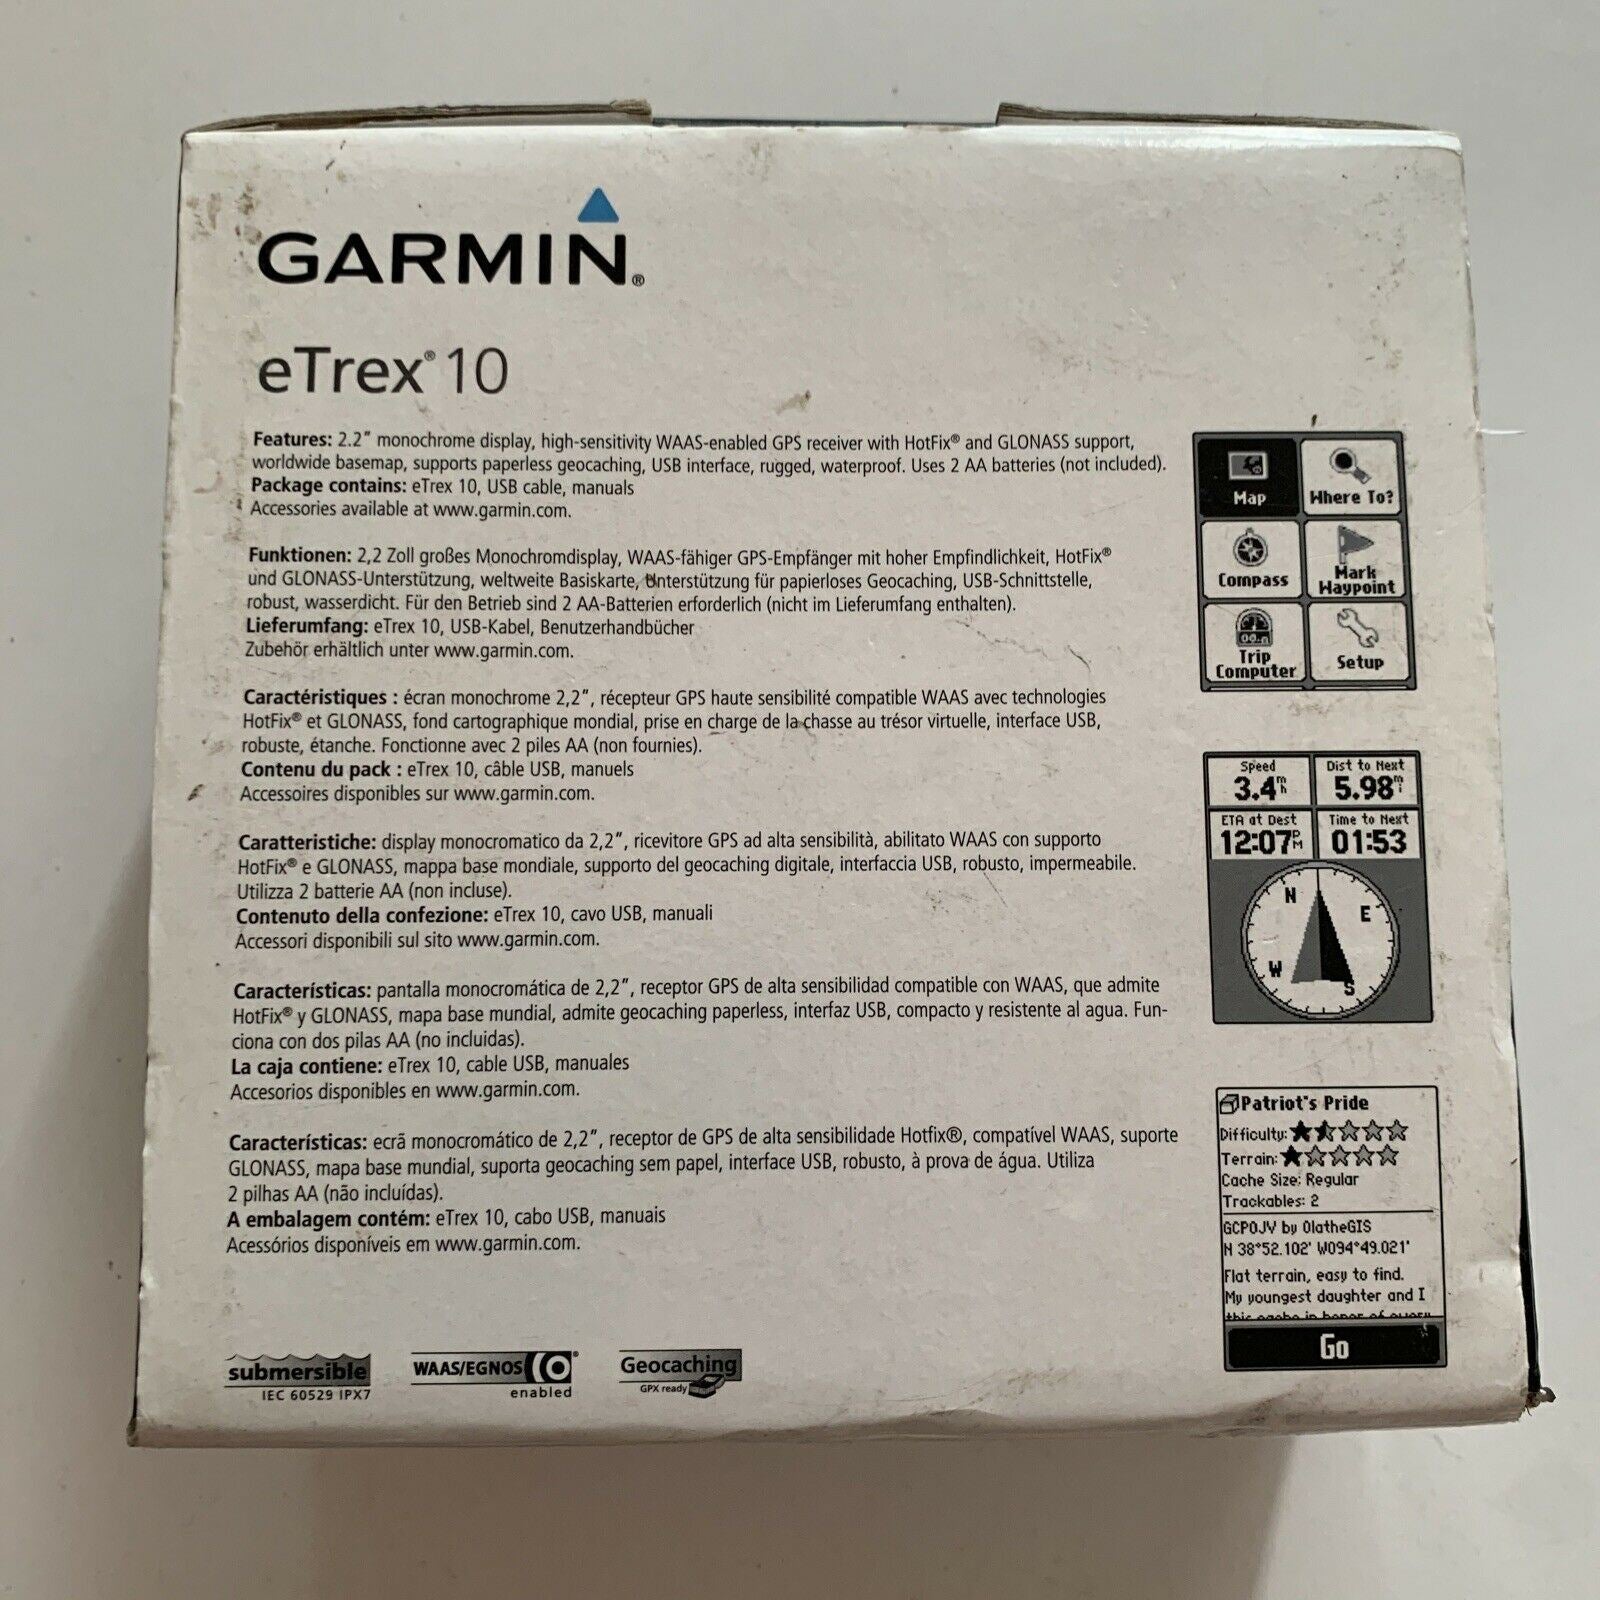 GARMIN®
eTrex® 10
Features: 2.2” monochrome display, high-sensitivity WAAS-enabled GPS receiver with HotFix® and GLONASS support,
worldwide basemap, supports paperless geocaching, USB interface, rugged, waterproof. Uses 2 AA batteries (not included).
Package contains: eTrex 10, USB cable, manuals
Accessories available at www.garmin.com.
Funktionen: 2,2 Zoll großes Monochromdisplay, WAAS-fähiger GPS-Empfänger mit hoher Empfindlichkeit, HotFix®
und GLONASS-Unterstützung, weltweite Basiskarte, Unterstützung für papierloses Geocaching, USB-Schnittstelle,
robust, wasserdicht. Für den Betrieb sind 2 AA-Batterien erforderlich (nicht im Lieferumfang enthalten).
Lieferumfang: eTrex 10, USB-Kabel, Benutzerhandbücher
Zubehör erhältlich unter www.garmin.com.
Caractéristiques : écran monochrome 2,2”, récepteur GPS haute sensibilité compatible WAAS avec technologies
HotFix® et GLONASS, fond cartographique mondial, prise en charge de la chasse au trésor virtuelle, interface USB,
robuste, étanche. Fonctionne avec 2 piles AA (non fournies).
Contenu du pack : eTrex 10, câble USB, manuels
Accessoires disponibles sur www.garmin.com.
Caratteristiche: display monocromatico da 2,2”, ricevitore GPS ad alta sensibilità, abilitato WAAS con supporto
HotFix® e GLONASS, mappa base mondiale, supporto del geocaching digitale, interfaccia USB, robusto, impermeabile.
Utilizza 2 batterie AA (non incluse).
Contenuto della confezione: eTrex 10, cavo USB, manuali
Accessori disponibili sul sito www.garmin.com.
Características: pantalla monocromática de 2,2”, receptor GPS de alta sensibilidad compatible con WAAS, que admite
HotFix® y GLONASS, mapa base mundial, admite geocaching paperless, interfaz USB, compacto y resistente al agua. Fun-
ciona con dos pilas AA (no incluidas).
La caja contiene: eTrex 10, cable USB, manuales
Accesorios disponibles en www.garmin.com.
Características: ecrã monocromático de 2,2”, receptor de GPS de alta sensibilidade Hotfix®, compatível WAAS, suporte
GLONASS, mapa base mundial, suporta geocaching sem papel, interface USB, robusto, à prova de água. Utiliza
2 pilhas AA (não incluídas).
A embalagem contém: eTrex 10, cabo USB, manuais
Acessórios disponíveis em www.garmin.com.
submersible
IEC 60529 IPX7
WAAS/EGNOS
enabled
Geocaching
GPX ready
Map
Where To?
Compass
Mark
Waypoint
Trip
Computer
Setup
Speed
3.4 mh
Dist to Next
5.98 mi
ETA at Dest
12:07 PM
Time to Next
01:53
N
E
W
S
Patriot's Pride
Difficulty:
Terrain:
Cache Size: Regular
Trackables: 2
GCP0JV by OlatheGIS
N 38°52.102' W094°49.021'
Flat terrain, easy to find.
My youngest daughter and I
this cache in honor of
Go